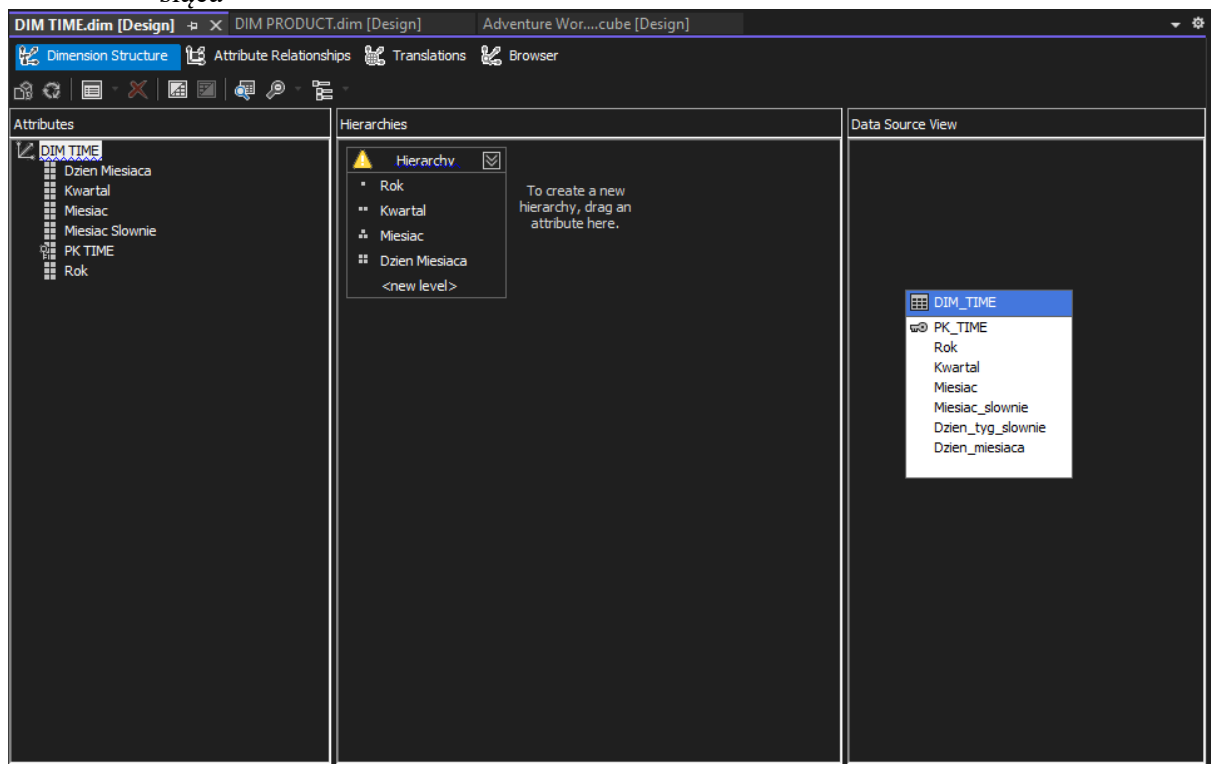 siąca
DIM TIME.dim [Design] DIM PRODUCT.dim [Design] Adventure Wor....cube [Design]
Dimension Structure Attribute Relationships Translations Browser
Attributes
DIM TIME
Dzien Miesiaca
Kwartal
Miesiac
Miesiac Slownie
PK TIME
Rok
Hierarchies
Hierarchy
Rok
Kwartal
Miesiac
Dzien Miesiaca
<new level>
To create a new
hierarchy, drag an
attribute here.
Data Source View
DIM_TIME
PK_TIME
Rok
Kwartal
Miesiac
Miesiac_slownie
Dzien_tyg_slownie
Dzien_miesiaca